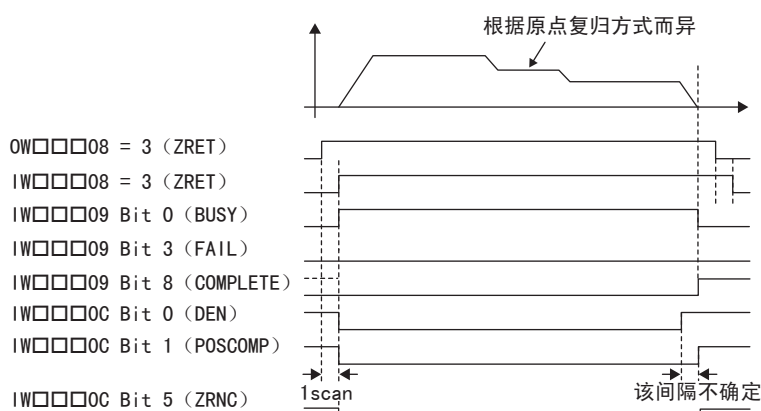 根据原点复归方式而异
OW□□□08 = 3（ZRET）
IW□□□08 = 3（ZRET）
IW□□□09 Bit 0（BUSY）
IW□□□09 Bit 3（FAIL）
IW□□□09 Bit 8（COMPLETE）
IW□□□0C Bit 0（DEN）
IW□□□0C Bit 1（POSCOMP）
1scan
该间隔不确定
IW□□□0C Bit 5（ZRNC）